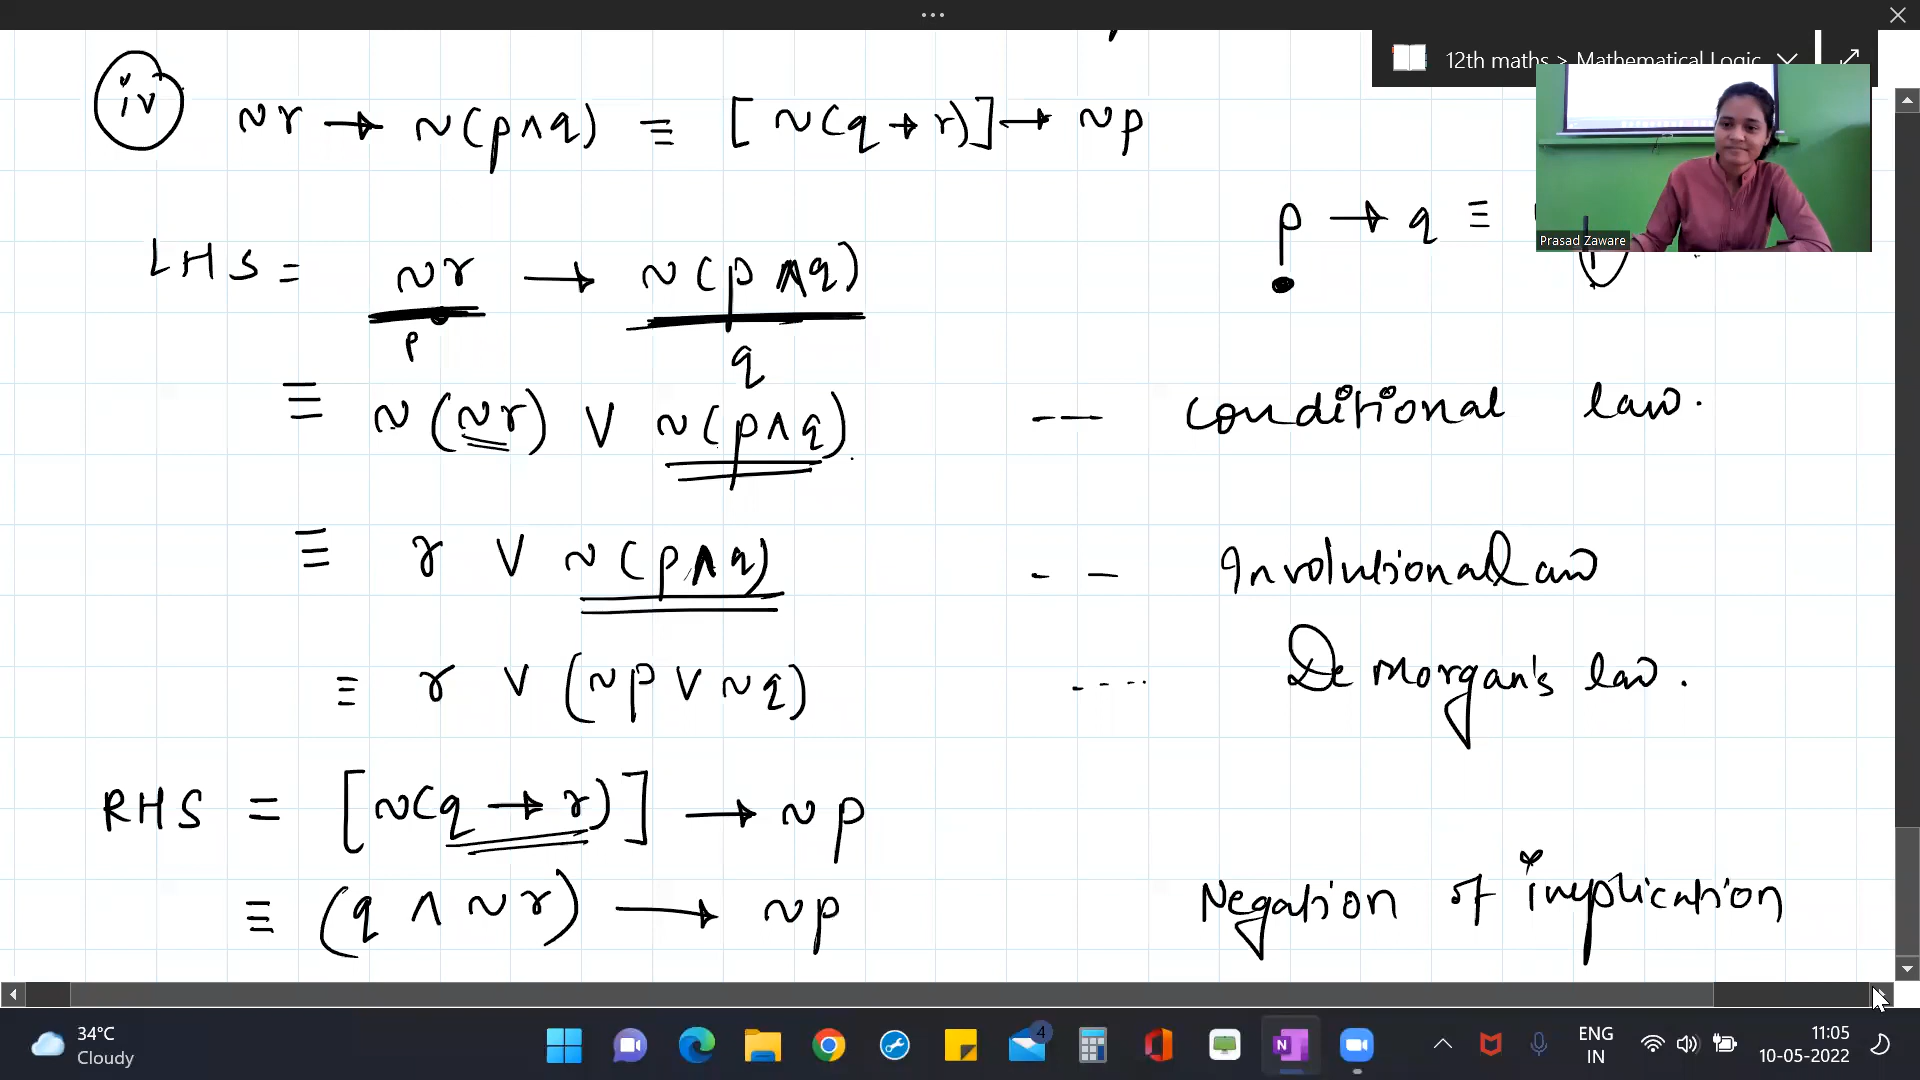 12th maths > Mathematical Logic
iv
~r → ~(p∧q) ≡ [~(q→r)] → ~p
Prasad Zaware
p → q ≡
LHS = ~r → ~(p∧q)
p q
≡ ~(~r) ∨ ~(p∧q) -- conditional law.
≡ r ∨ ~(p∧q) -- Involutional Law
≡ r ∨ (~p ∨ ~q) .... De morgan's law.
RHS = [~(q → r)] → ~p
≡ (q ∧ ~r) → ~p Negation of implication
34°C
Cloudy
4
ENG
IN
11:05
10-05-2022